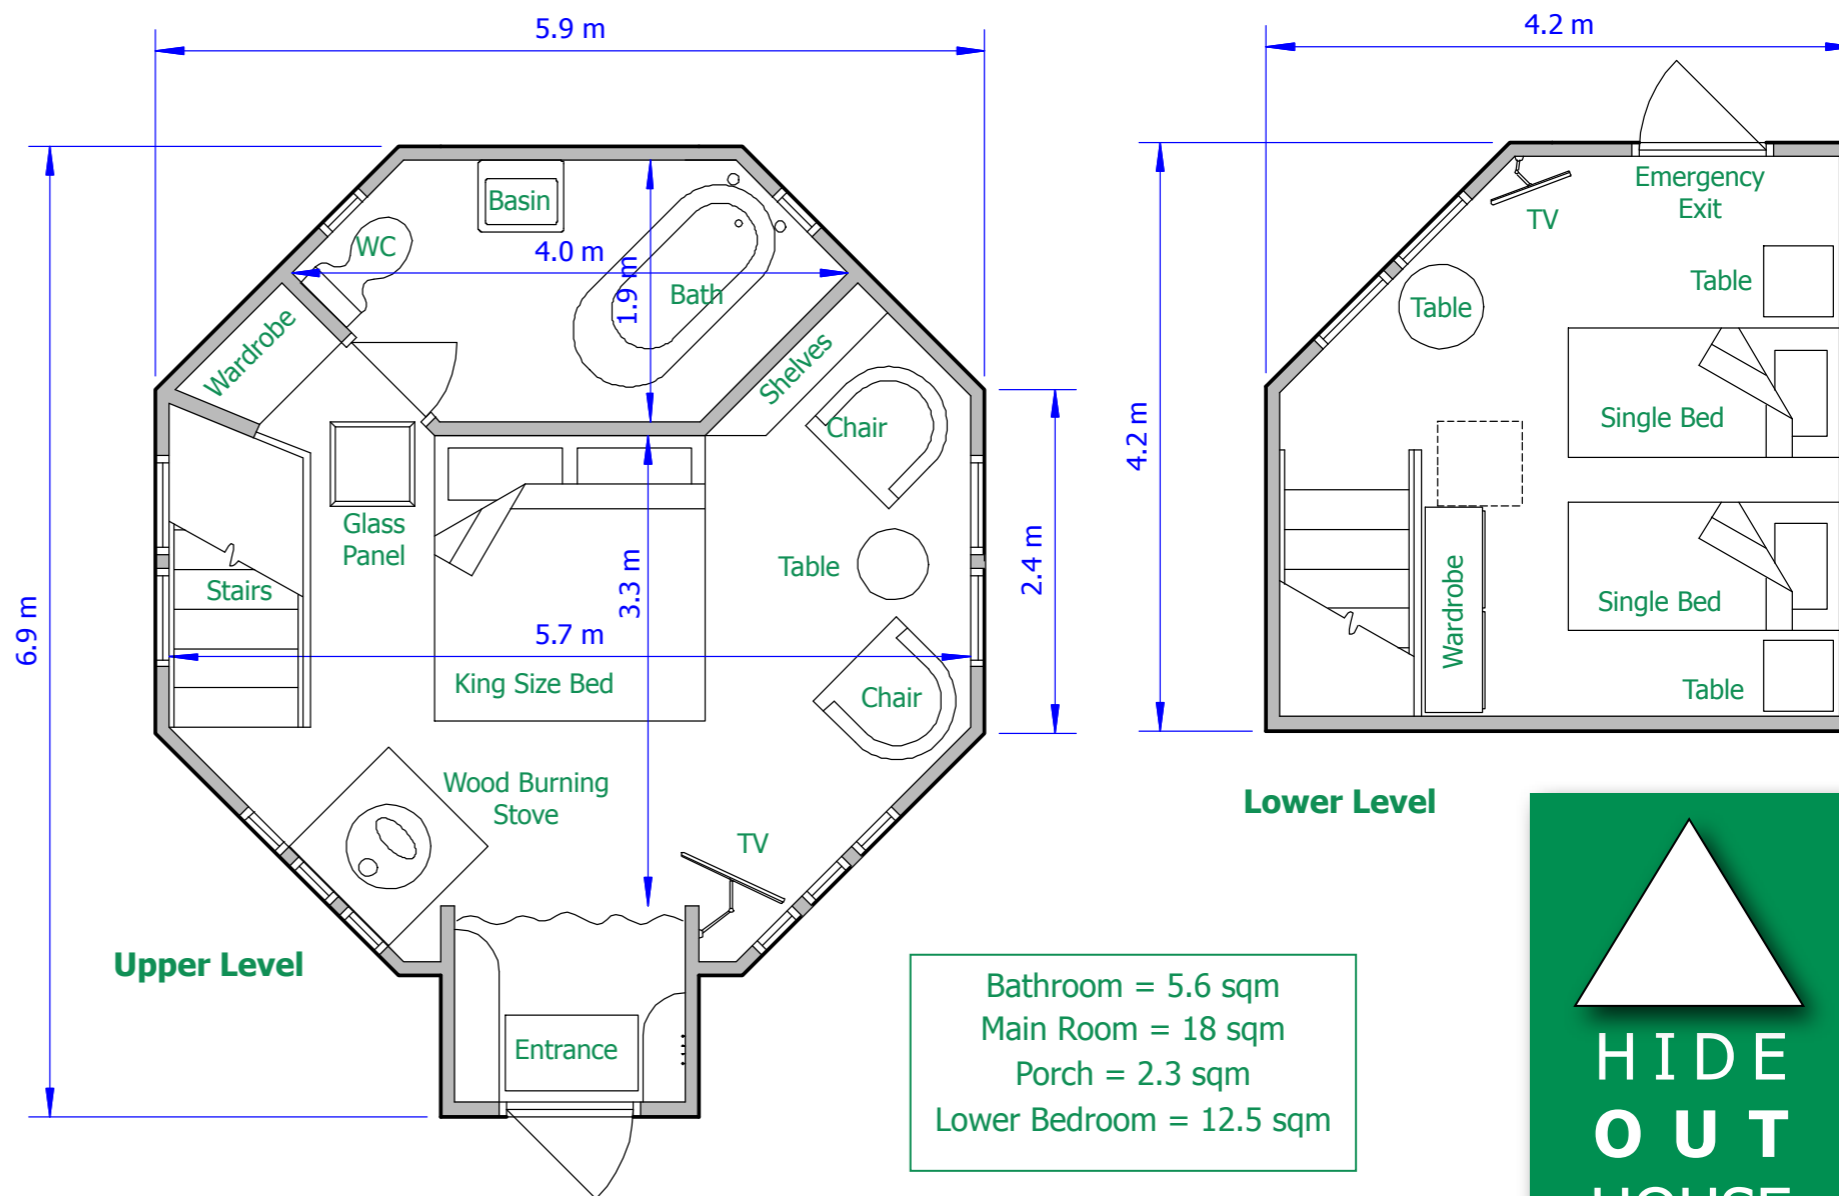 5.9 m
4.2 m
Basin
WC
4.0 m
1.9 m
Bath
Wardrobe
Shelves
Chair
Glass
Panel
Stairs
Table
3.3 m
2.4 m
6.9 m
5.7 m
King Size Bed
Chair
Wood Burning
Stove
TV
Upper Level
Entrance
Emergency
Exit
TV
Table
Table
4.2 m
Single Bed
Single Bed
Wardrobe
Table
Lower Level
Bathroom = 5.6 sqm
Main Room = 18 sqm
Porch = 2.3 sqm
Lower Bedroom = 12.5 sqm
HIDE
OUT
HOUSE